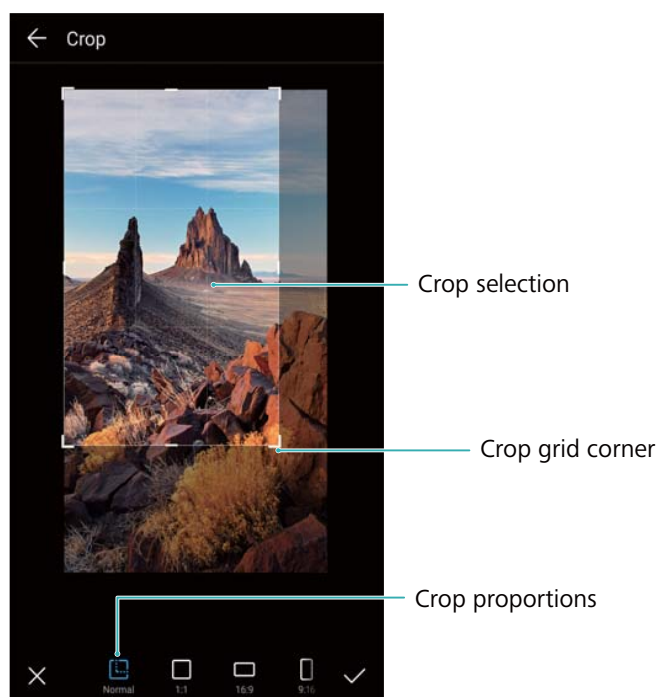 Crop
Crop selection
Crop grid corner
Crop proportions
Normal
1:1
16:9
9:16